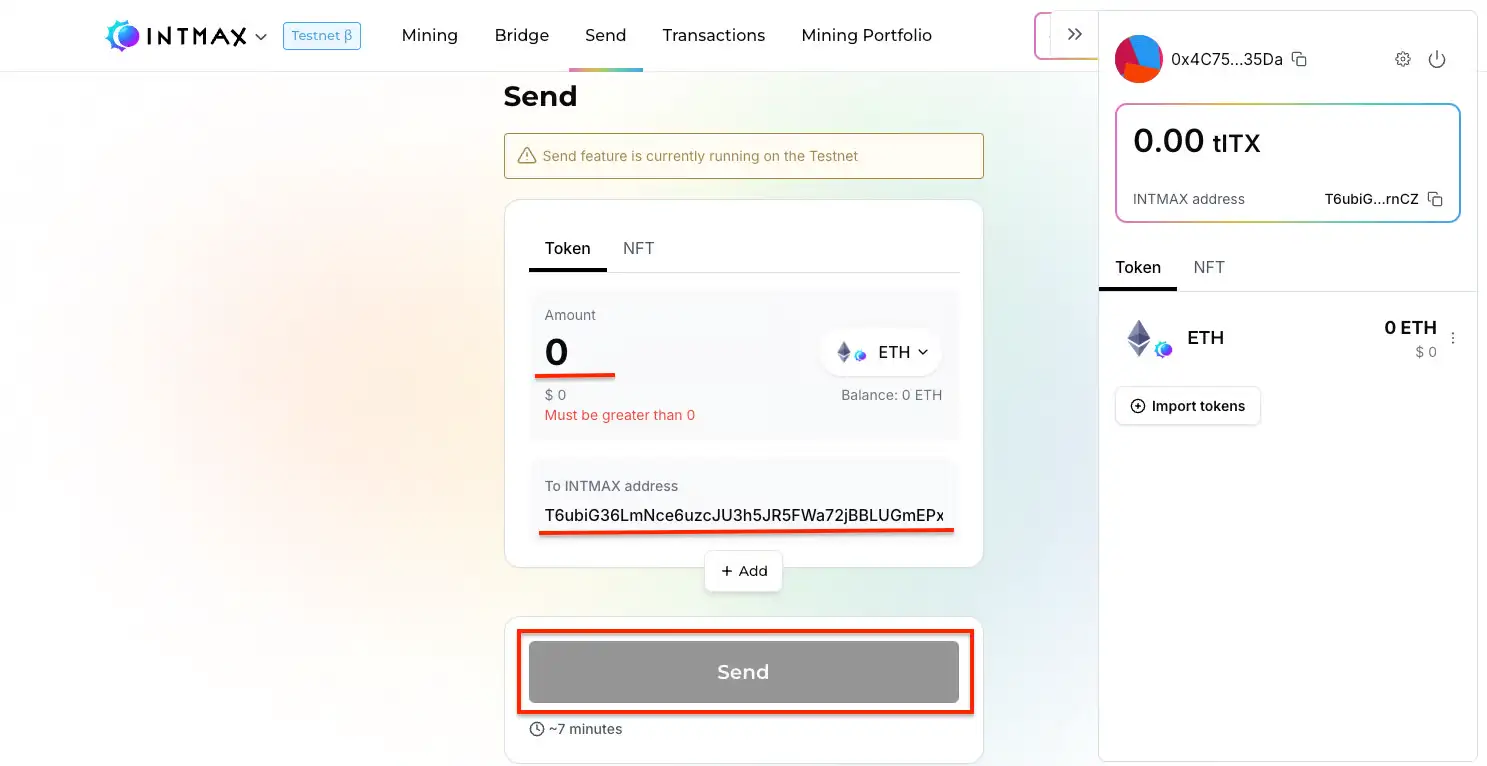 INTMAX Testnet β Mining Bridge Send Transactions Mining Portfolio
Send
Send feature is currently running on the Testnet
Token NFT
Amount
0 ETH
$ 0 Balance: 0 ETH
Must be greater than 0
To INTMAX address
T6ubiG36LmNce6uzcJU3h5JR5FWa72jBBLUGmEPx
+ Add
Send
~7 minutes
0x4C75...35Da
0.00 tITX
INTMAX address T6ubiG...rnCZ
Token NFT
ETH 0 ETH
$ 0
Import tokens